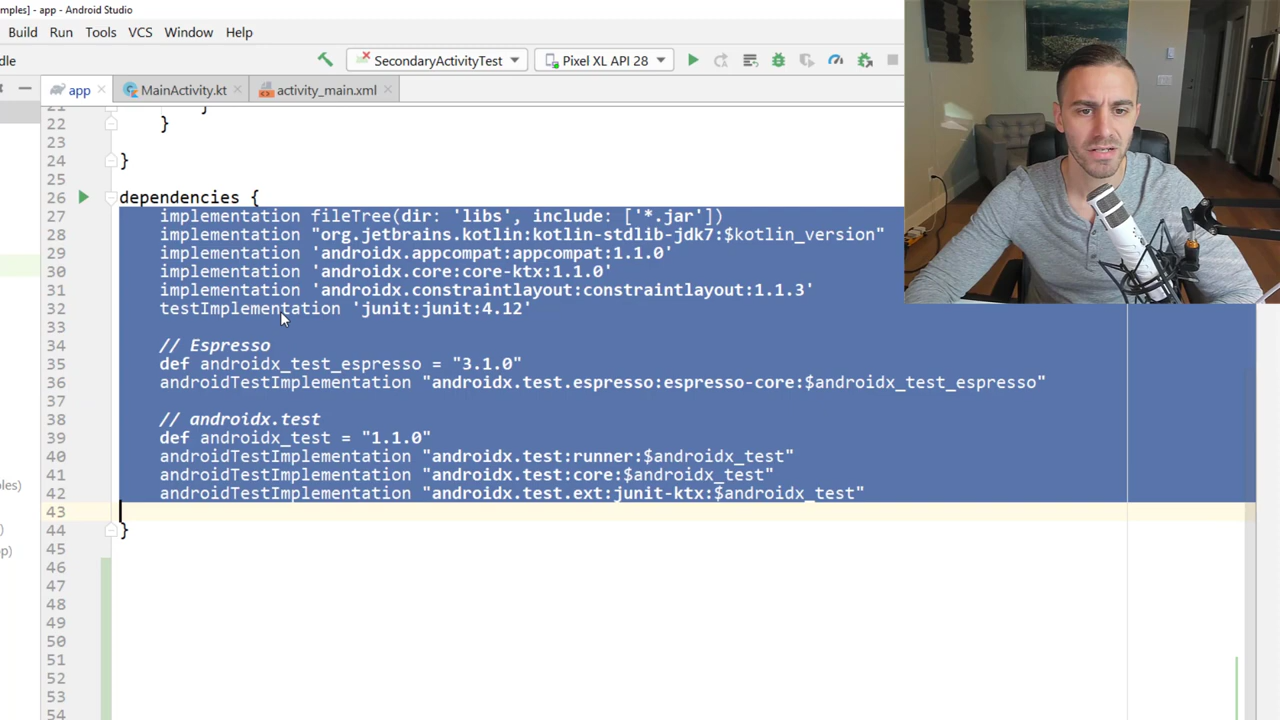 mples] - app - Android Studio
Build Run Tools VCS Window Help
dle SecondaryActivityTest Pixel XL API 28
app MainActivity.kt activity_main.xml
21 }
22 }
23
24 }
25
26 dependencies {
27 implementation fileTree(dir: 'libs', include: ['*.jar'])
28 implementation "org.jetbrains.kotlin:kotlin-stdlib-jdk7:$kotlin_version"
29 implementation 'androidx.appcompat:appcompat:1.1.0'
30 implementation 'androidx.core:core-ktx:1.1.0'
31 implementation 'androidx.constraintlayout:constraintlayout:1.1.3'
32 testImplementation 'junit:junit:4.12'
33
34 // Espresso
35 def androidx_test_espresso = "3.1.0"
36 androidTestImplementation "androidx.test.espresso:espresso-core:$androidx_test_espresso"
37
38 // androidx.test
39 def androidx_test = "1.1.0"
40 androidTestImplementation "androidx.test:runner:$androidx_test"
41 androidTestImplementation "androidx.test:core:$androidx_test"
les) 42 androidTestImplementation "androidx.test.ext:junit-ktx:$androidx_test"
43
) 44 }
op) 45
46
47
48
49
50
51
52
53
54